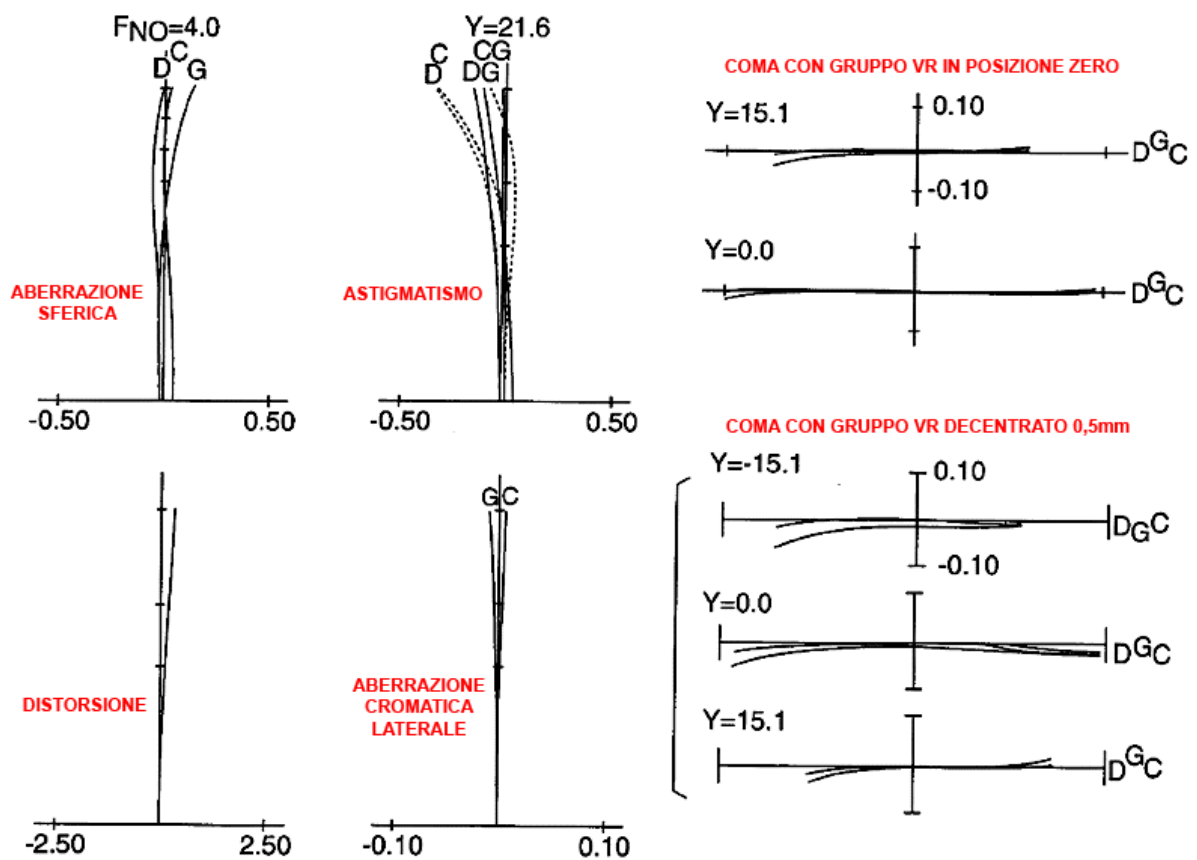 FNO=4.0
D C G
ABERRAZIONE
SFERICA
-0.50 0.50
Y=21.6
D C D C G G
ASTIGMATISMO
-0.50 0.50
COMA CON GRUPPO VR IN POSIZIONE ZERO
Y=15.1
0.10
DGC
-0.10
Y=0.0
DGC
DISTORSIONE
-2.50 2.50
G C
ABERRAZIONE
CROMATICA
LATERALE
-0.10 0.10
COMA CON GRUPPO VR DECENTRATO 0,5mm
Y=-15.1
0.10
DGC
-0.10
Y=0.0
DGC
Y=15.1
DGC